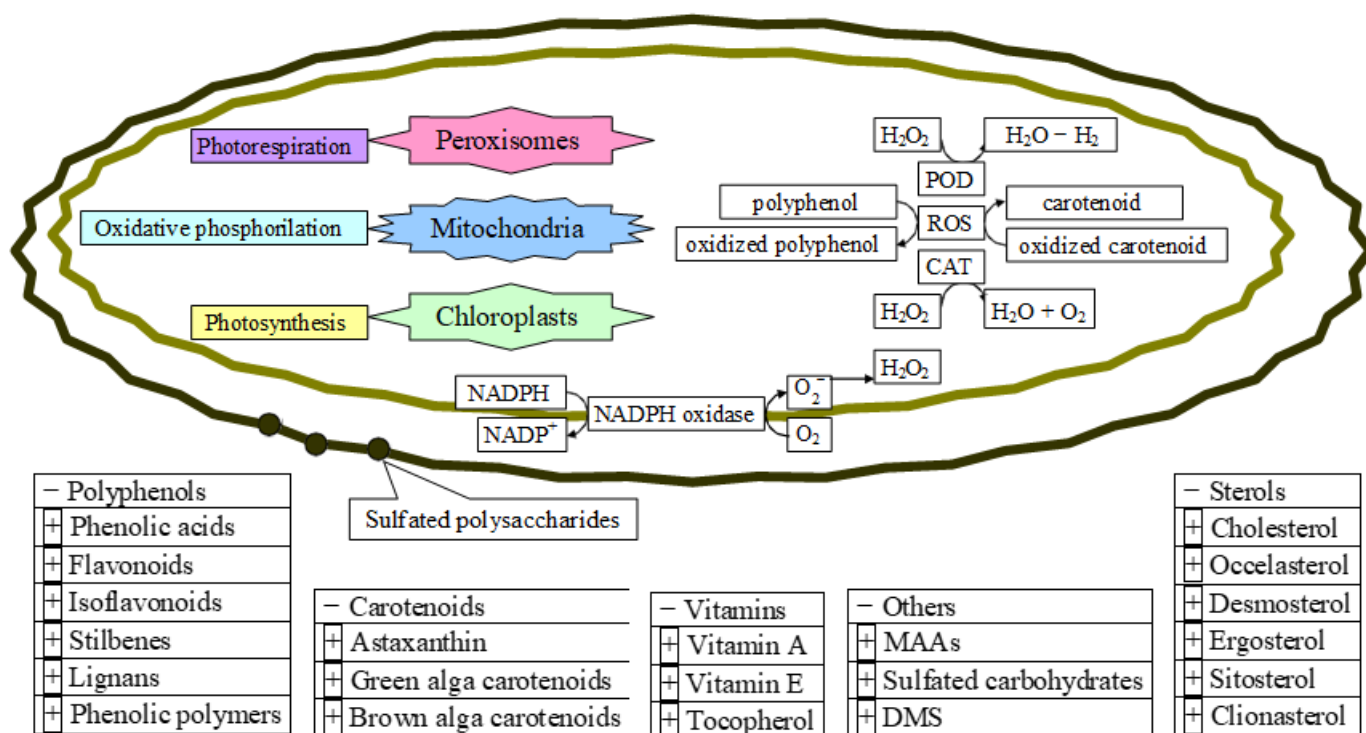 Photorespiration
Peroxisomes
Oxidative phosphorilation
Mitochondria
Photosynthesis
Chloroplasts
H₂O₂
H₂O − H₂
POD
polyphenol
ROS
carotenoid
oxidized polyphenol
oxidized carotenoid
CAT
H₂O₂
H₂O + O₂
NADPH
NADPH oxidase
NADP⁺
O₂⁻
H₂O₂
O₂
Sulfated polysaccharides
− Polyphenols
+ Phenolic acids
+ Flavonoids
+ Isoflavonoids
+ Stilbenes
+ Lignans
+ Phenolic polymers
− Carotenoids
+ Astaxanthin
+ Green alga carotenoids
+ Brown alga carotenoids
− Vitamins
+ Vitamin A
+ Vitamin E
+ Tocopherol
− Others
+ MAAs
+ Sulfated carbohydrates
+ DMS
− Sterols
+ Cholesterol
+ Occelasterol
+ Desmosterol
+ Ergosterol
+ Sitosterol
+ Clionasterol